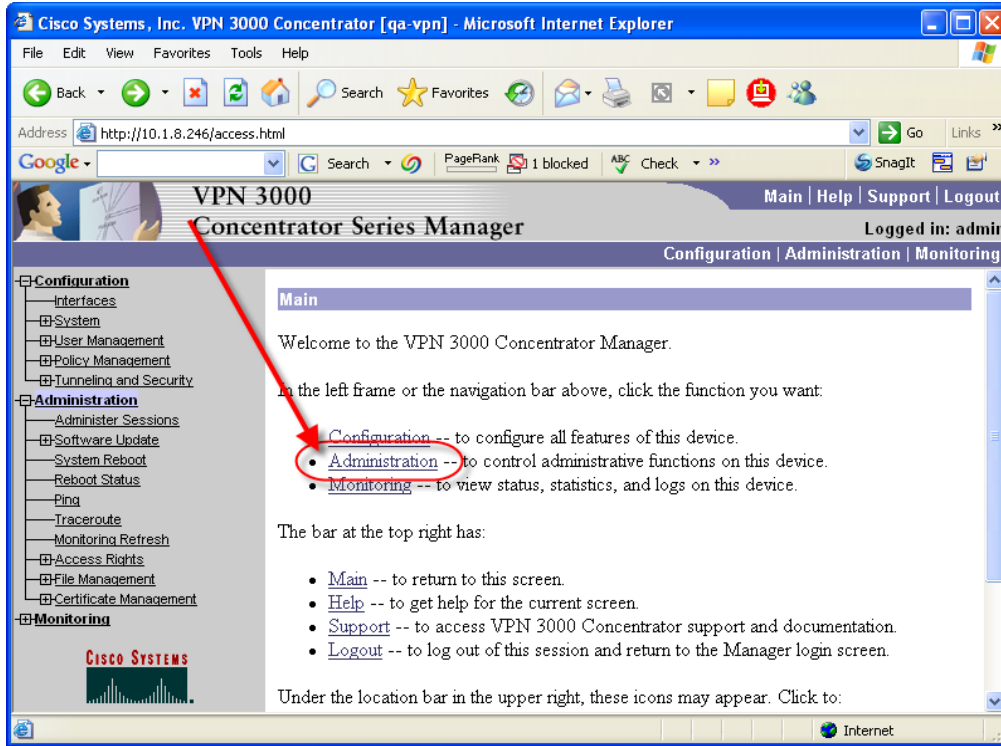 Cisco Systems, Inc. VPN 3000 Concentrator [qa-vpn] - Microsoft Internet Explorer
File Edit View Favorites Tools Help
Back Search Favorites
Address http://10.1.8.246/access.html Go Links »
Google Search PageRank 1 blocked ABC Check » SnagIt
VPN 3000
Concentrator Series Manager
Main | Help | Support | Logout
Logged in: admin
Configuration | Administration | Monitoring
Configuration
Interfaces
System
User Management
Policy Management
Tunneling and Security
Administration
Administer Sessions
Software Update
System Reboot
Reboot Status
Ping
Traceroute
Monitoring Refresh
Access Rights
File Management
Certificate Management
Monitoring
CISCO SYSTEMS
Main
Welcome to the VPN 3000 Concentrator Manager.
In the left frame or the navigation bar above, click the function you want:
• Configuration -- to configure all features of this device.
• Administration -- to control administrative functions on this device.
• Monitoring -- to view status, statistics, and logs on this device.
The bar at the top right has:
• Main -- to return to this screen.
• Help -- to get help for the current screen.
• Support -- to access VPN 3000 Concentrator support and documentation.
• Logout -- to log out of this session and return to the Manager login screen.
Under the location bar in the upper right, these icons may appear. Click to:
Internet